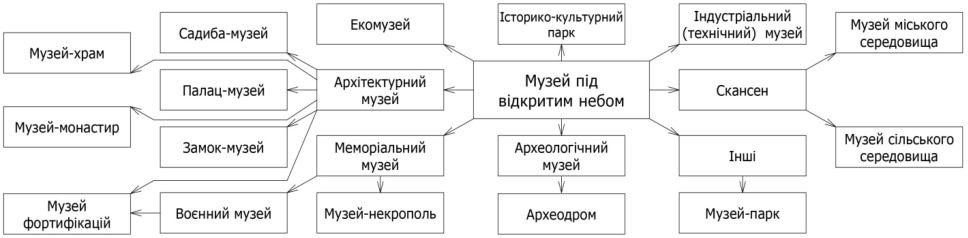 Екомузей
Історико-культурний
парк
Індустріальний
(технічний) музей
Музей міського
середовища
Садиба-музей
Музей-храм
Архітектурний
музей
Музей під
відкритим небом
Скансен
Палац-музей
Музей-монастир
Замок-музей
Меморіальний
музей
Археологічний
музей
Інші
Музей сільського
середовища
Музей
фортифікацій
Воєнний музей
Музей-некрополь
Археодром
Музей-парк